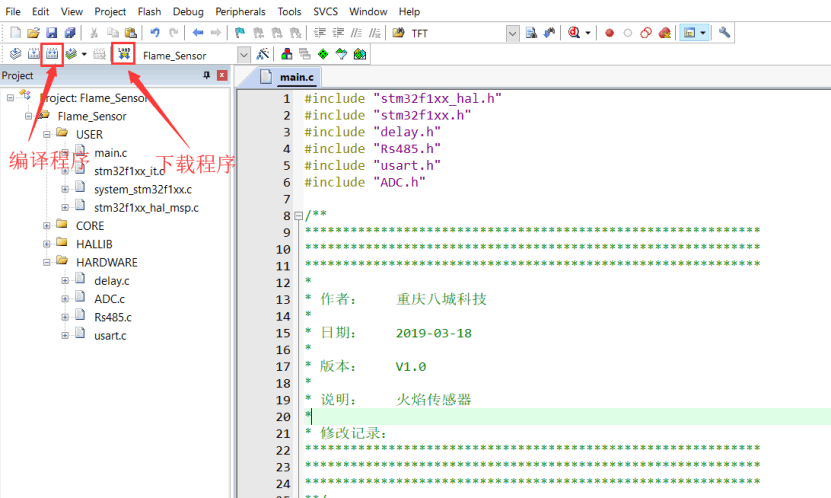 File Edit View Project Flash Debug Peripherals Tools SVCS Window Help
TFT
LOAD
Flame_Sensor
Project
main.c
Project: Flame_Sensor
Flame_Sensor
USER
main.c
stm32f1xx_it.c
system_stm32f1xx.c
stm32f1xx_hal_msp.c
CORE
HALLIB
HARDWARE
delay.c
ADC.c
Rs485.c
usart.c
编译程序
下载程序
1 #include "stm32f1xx_hal.h"
2 #include "stm32f1xx.h"
3 #include "delay.h"
4 #include "Rs485.h"
5 #include "usart.h"
6 #include "ADC.h"
7
8 /**
9 ************************************************************
10 ************************************************************
11 ************************************************************
12 *
13 * 作者: 重庆八城科技
14 *
15 * 日期: 2019-03-18
16 *
17 * 版本: V1.0
18 *
19 * 说明: 火焰传感器
20 *
21 * 修改记录:
22 ************************************************************
23 ************************************************************
24 ************************************************************